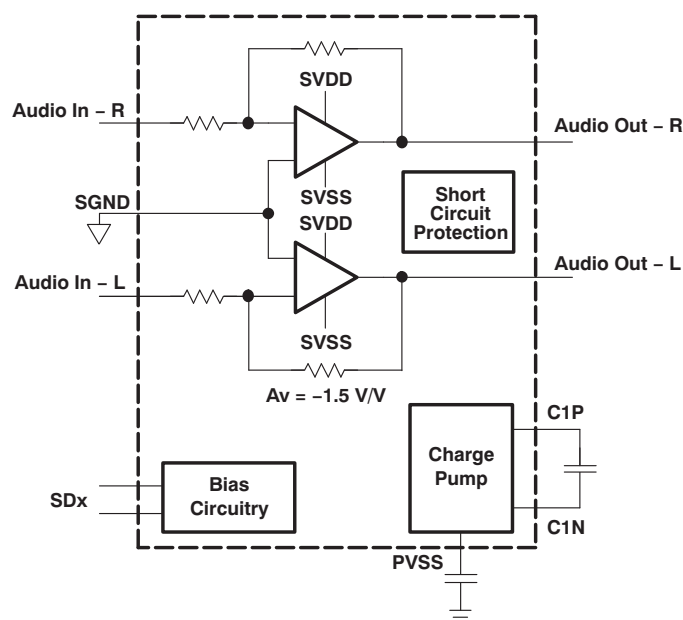 SVDD
Audio In – R
Audio Out – R
SVSS
SGND
Short
Circuit
Protection
SVDD
Audio In – L
Audio Out – L
SVSS
Av = –1.5 V/V
C1P
Charge
Pump
Bias
Circuitry
SDx
C1N
PVSS